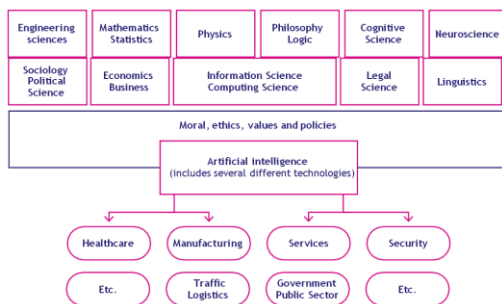 Engineering
sciences
Mathematics
Statistics
Physics
Philosophy
Logic
Cognitive
Science
Neuroscience
Sociology
Political
Science
Economics
Business
Information Science
Computing Science
Legal
Science
Linguistics
Moral, ethics, values and policies
Artificial intelligence
(includes several different technologies)
Healthcare
Manufacturing
Services
Security
Etc.
Traffic
Logistics
Government
Public Sector
Etc.